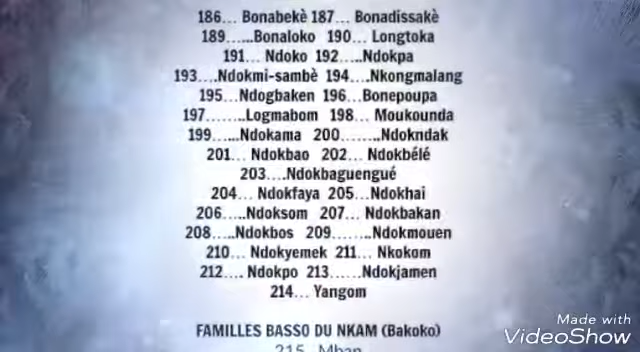 186... Bonabekè 187... Bonadissakè
189......Bonaloko 190... Longtoka
191... Ndoko 192.....Ndokpa
193....Ndokmi-sambè 194....Nkongmalang
195...Ndogbaken 196...Bonepoupa
197........Logmabom 198... Moukounda
199.....Ndokama 200........Ndokndak
201... Ndokbao 202... Ndokbélé
203....Ndokbaguengué
204... Ndokfaya 205...Ndokhai
206.....Ndoksom 207... Ndokbakan
208.....Ndokbos 209........Ndokmouen
210... Ndokyemek 211... Nkokom
212.... Ndokpo 213......Ndokjamen
214... Yangom
FAMILLES BASSO DU NKAM (Bakoko)
215...Mban
Made with
VideoShow